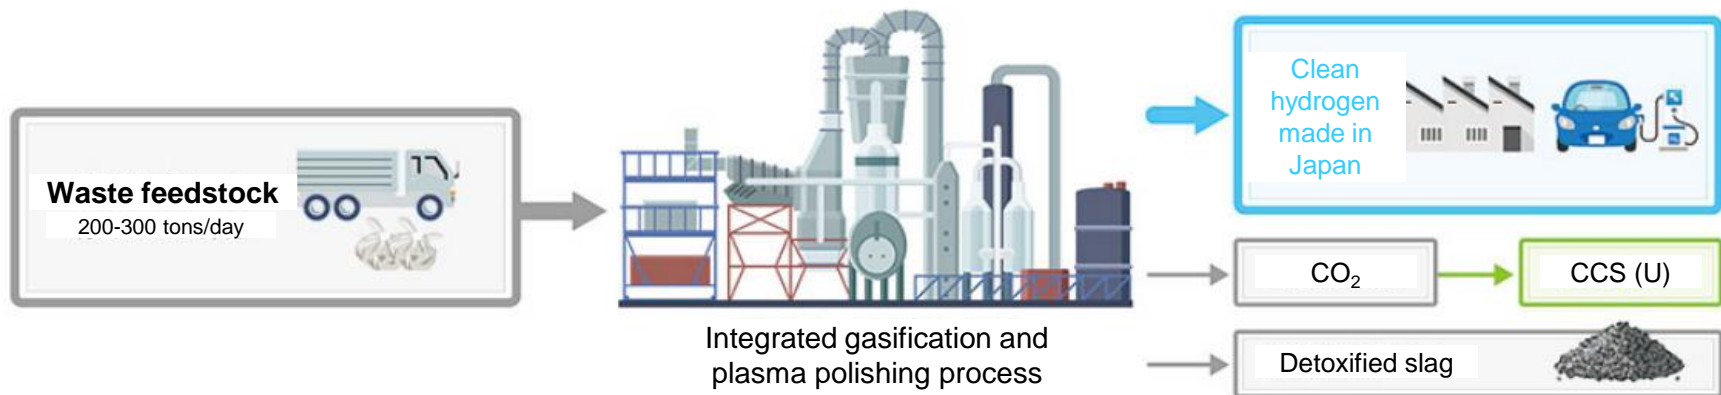 Waste feedstock
200-300 tons/day
Integrated gasification and
plasma polishing process
Clean
hydrogen
made in
Japan
CO₂
CCS (U)
Detoxified slag